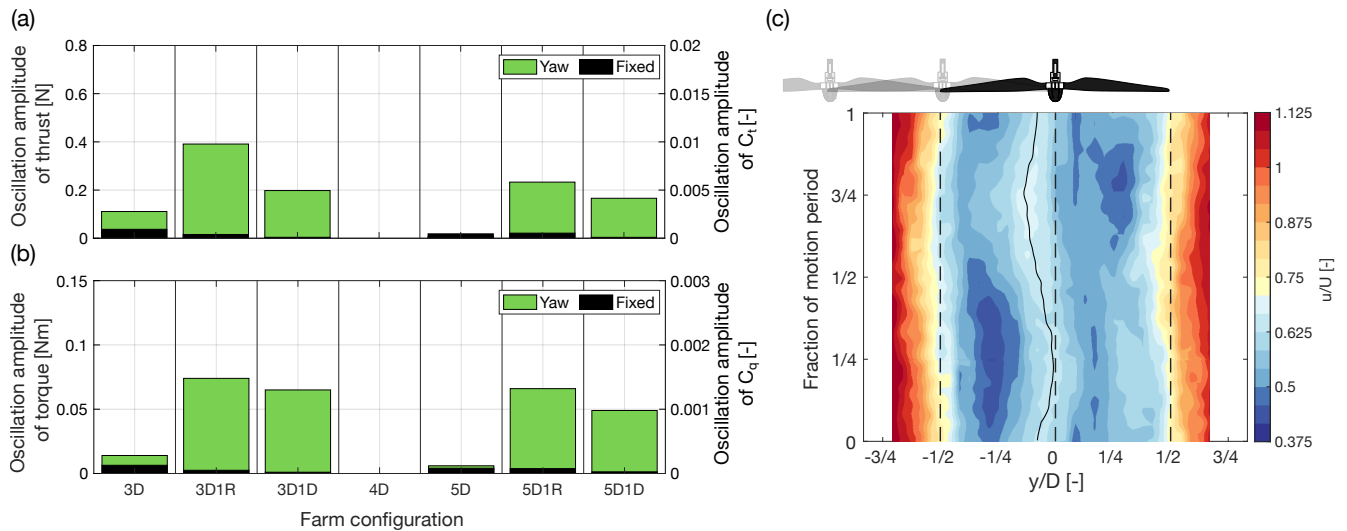 (a)
Oscillation amplitude
of thrust [N]
0.8
0.6
0.4
0.2
0
Yaw
Fixed
0.02
0.015
0.01
0.005
0
Oscillation amplitude
of Ct [-]
(b)
Oscillation amplitude
of torque [Nm]
0.15
0.1
0.05
0
Yaw
Fixed
0.003
0.002
0.001
0
Oscillation amplitude
of Cq [-]
3D 3D1R 3D1D 4D 5D 5D1R 5D1D
Farm configuration
(c)
Fraction of motion period
1
3/4
1/2
1/4
0
-3/4 -1/2 -1/4 0 1/4 1/2 3/4
y/D [-]
1.125
1
0.875
0.75
0.625
0.5
0.375
u/U [-]